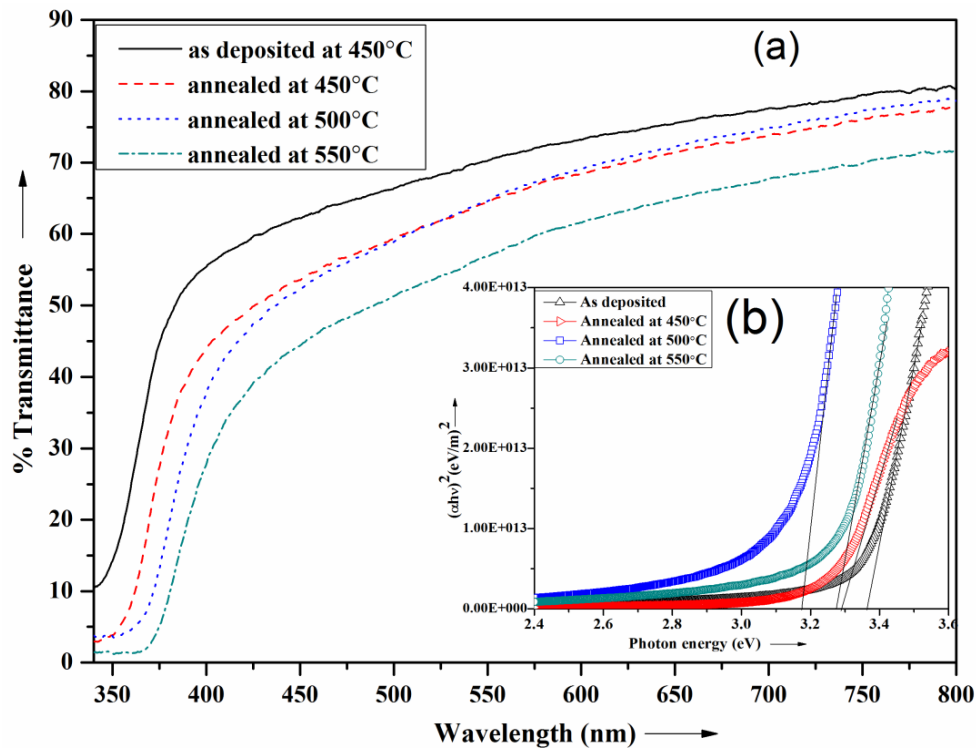 90
80
70
60
50
40
30
20
10
0
% Transmittance
as deposited at 450°C
annealed at 450°C
annealed at 500°C
annealed at 550°C
(a)
350 400 450 500 550 600 650 700 750 800
Wavelength (nm)
4.00E+013
3.00E+013
2.00E+013
1.00E+013
0.00E+000
(αhν)²(eV/m)²
As deposited
Annealed at 450°C
Annealed at 500°C
Annealed at 550°C
(b)
2.4 2.6 2.8 3.0 3.2 3.4 3.6
Photon energy (eV)